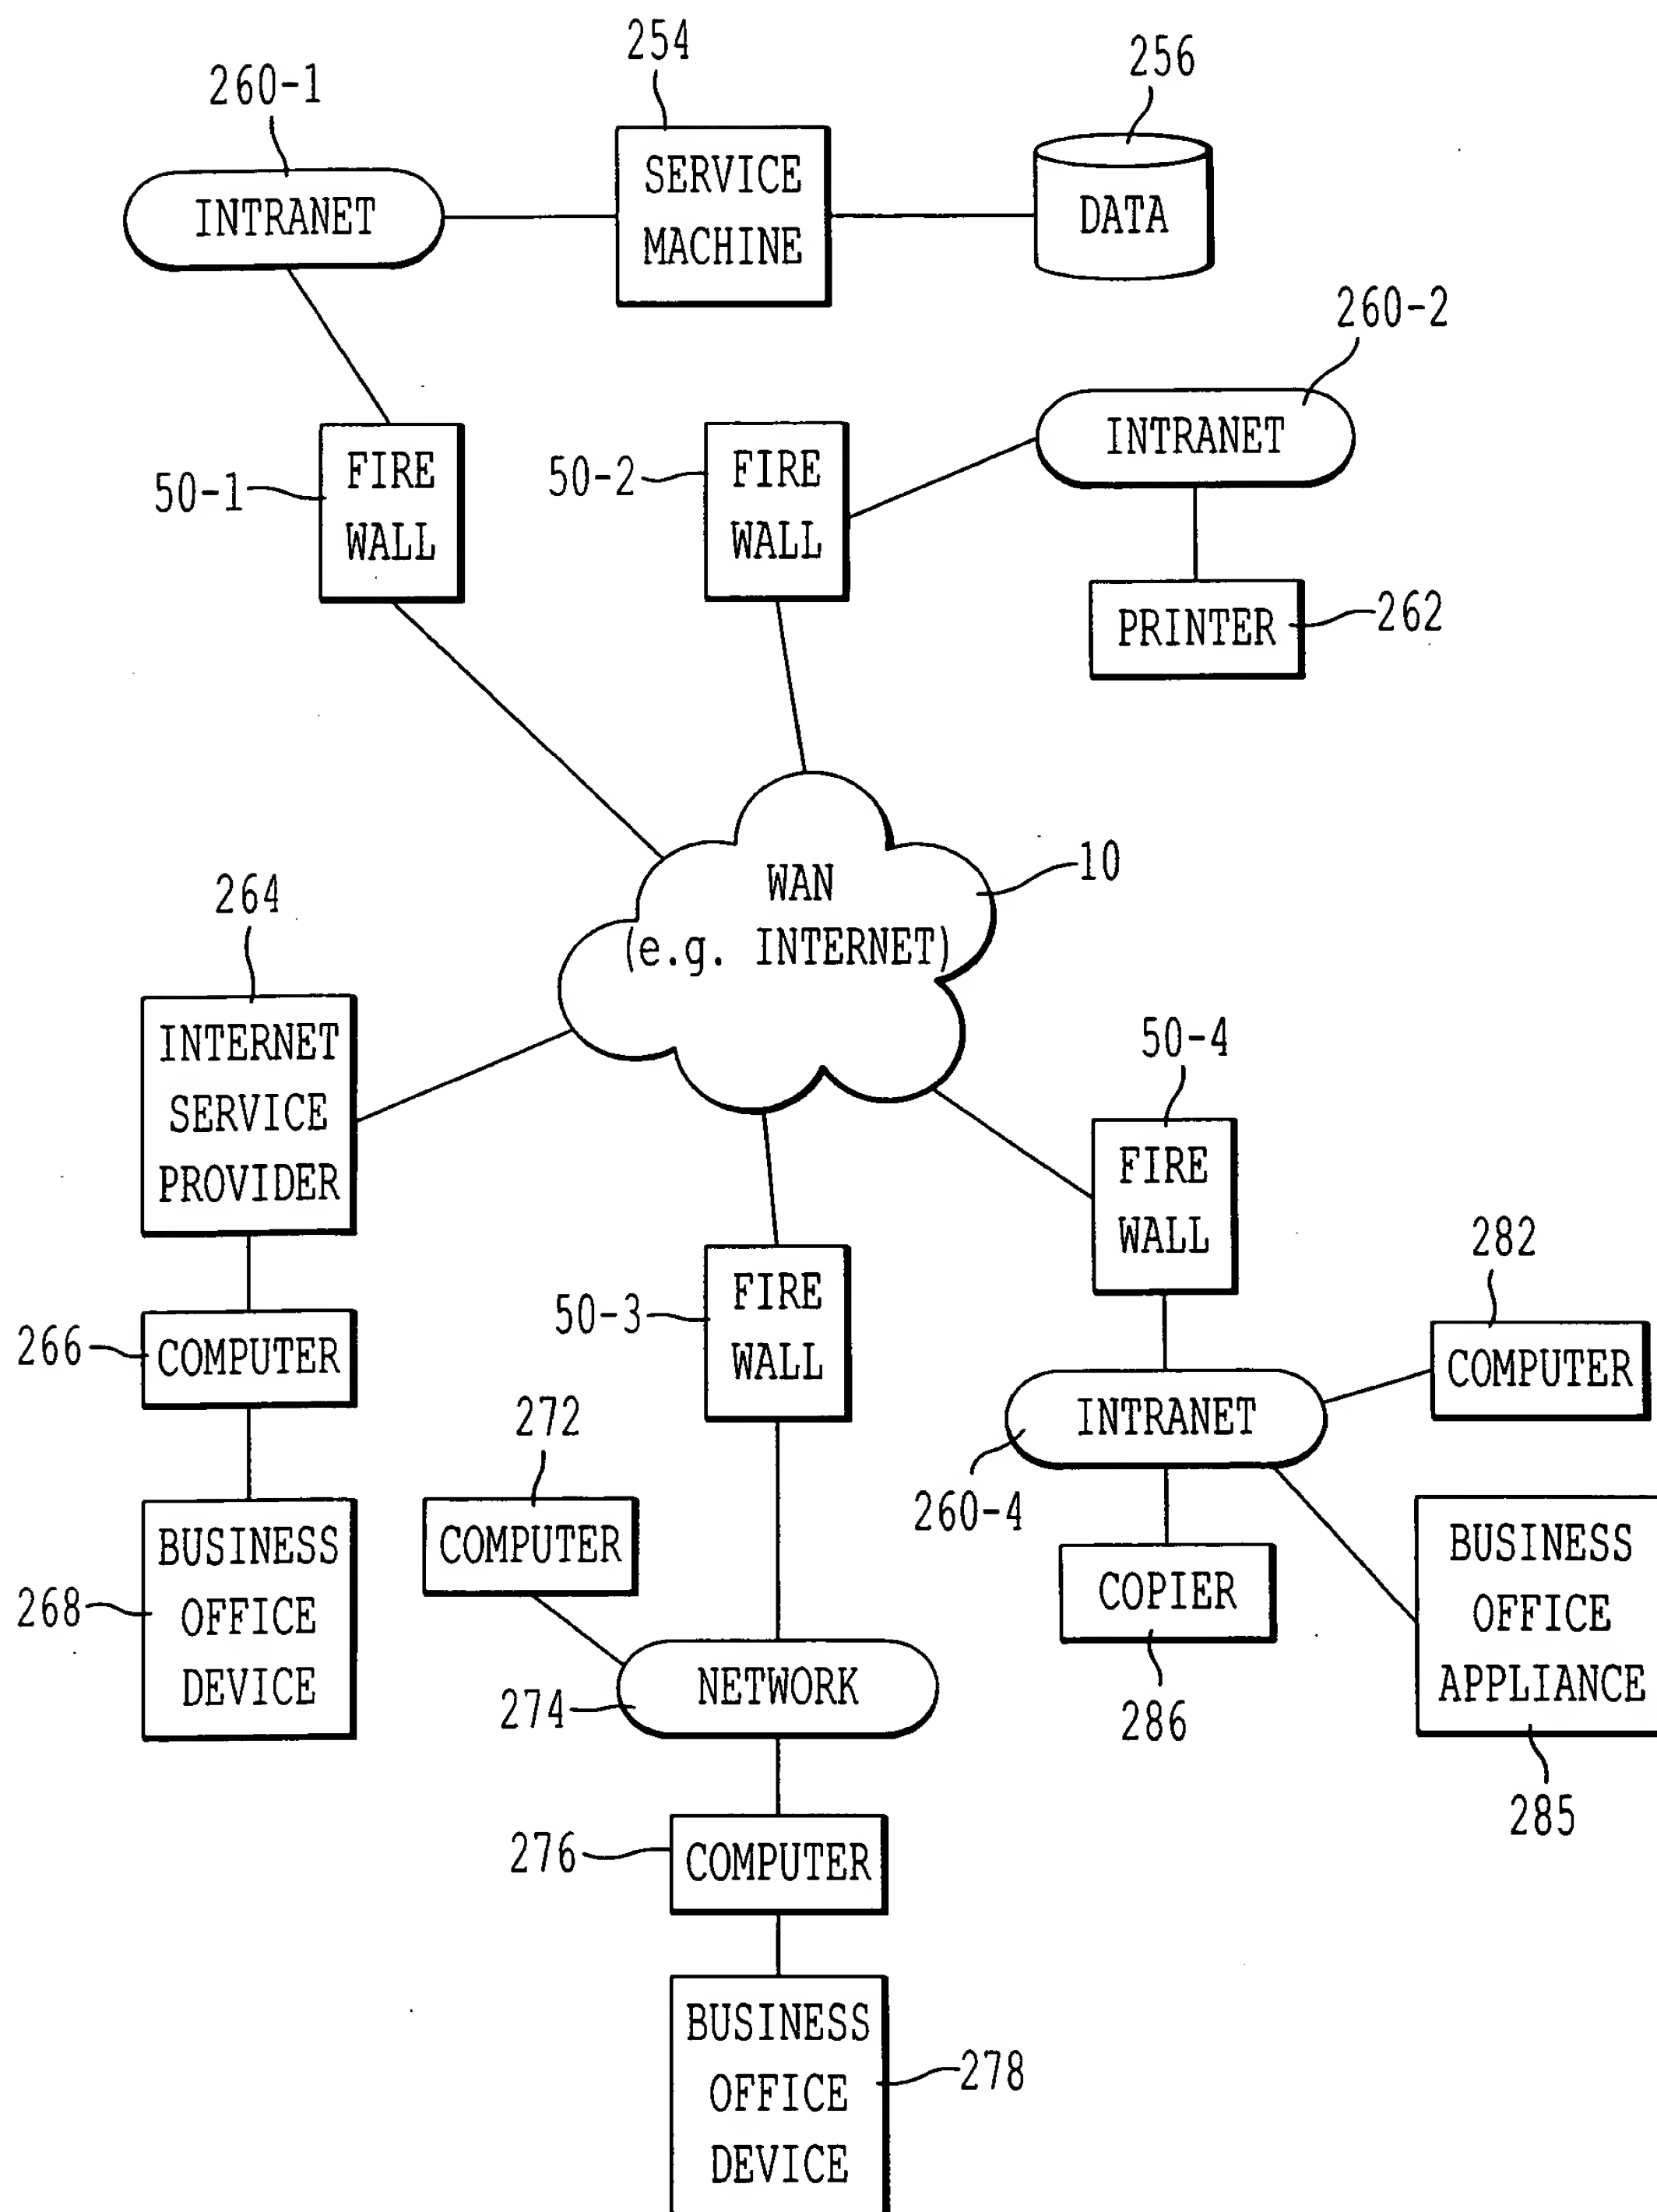 254
256
260-1
SERVICE
MACHINE
INTRANET
DATA
260-2
INTRANET
FIRE
WALL
50-1
50-2
FIRE
WALL
PRINTER
262
WAN
(e.g. INTERNET)
10
264
INTERNET
SERVICE
PROVIDER
50-4
FIRE
WALL
282
COMPUTER
266
COMPUTER
50-3
FIRE
WALL
INTRANET
260-4
272
COMPUTER
BUSINESS
OFFICE
DEVICE
268
COPIER
286
BUSINESS
OFFICE
APPLIANCE
285
NETWORK
274
276
COMPUTER
BUSINESS
OFFICE
DEVICE
278